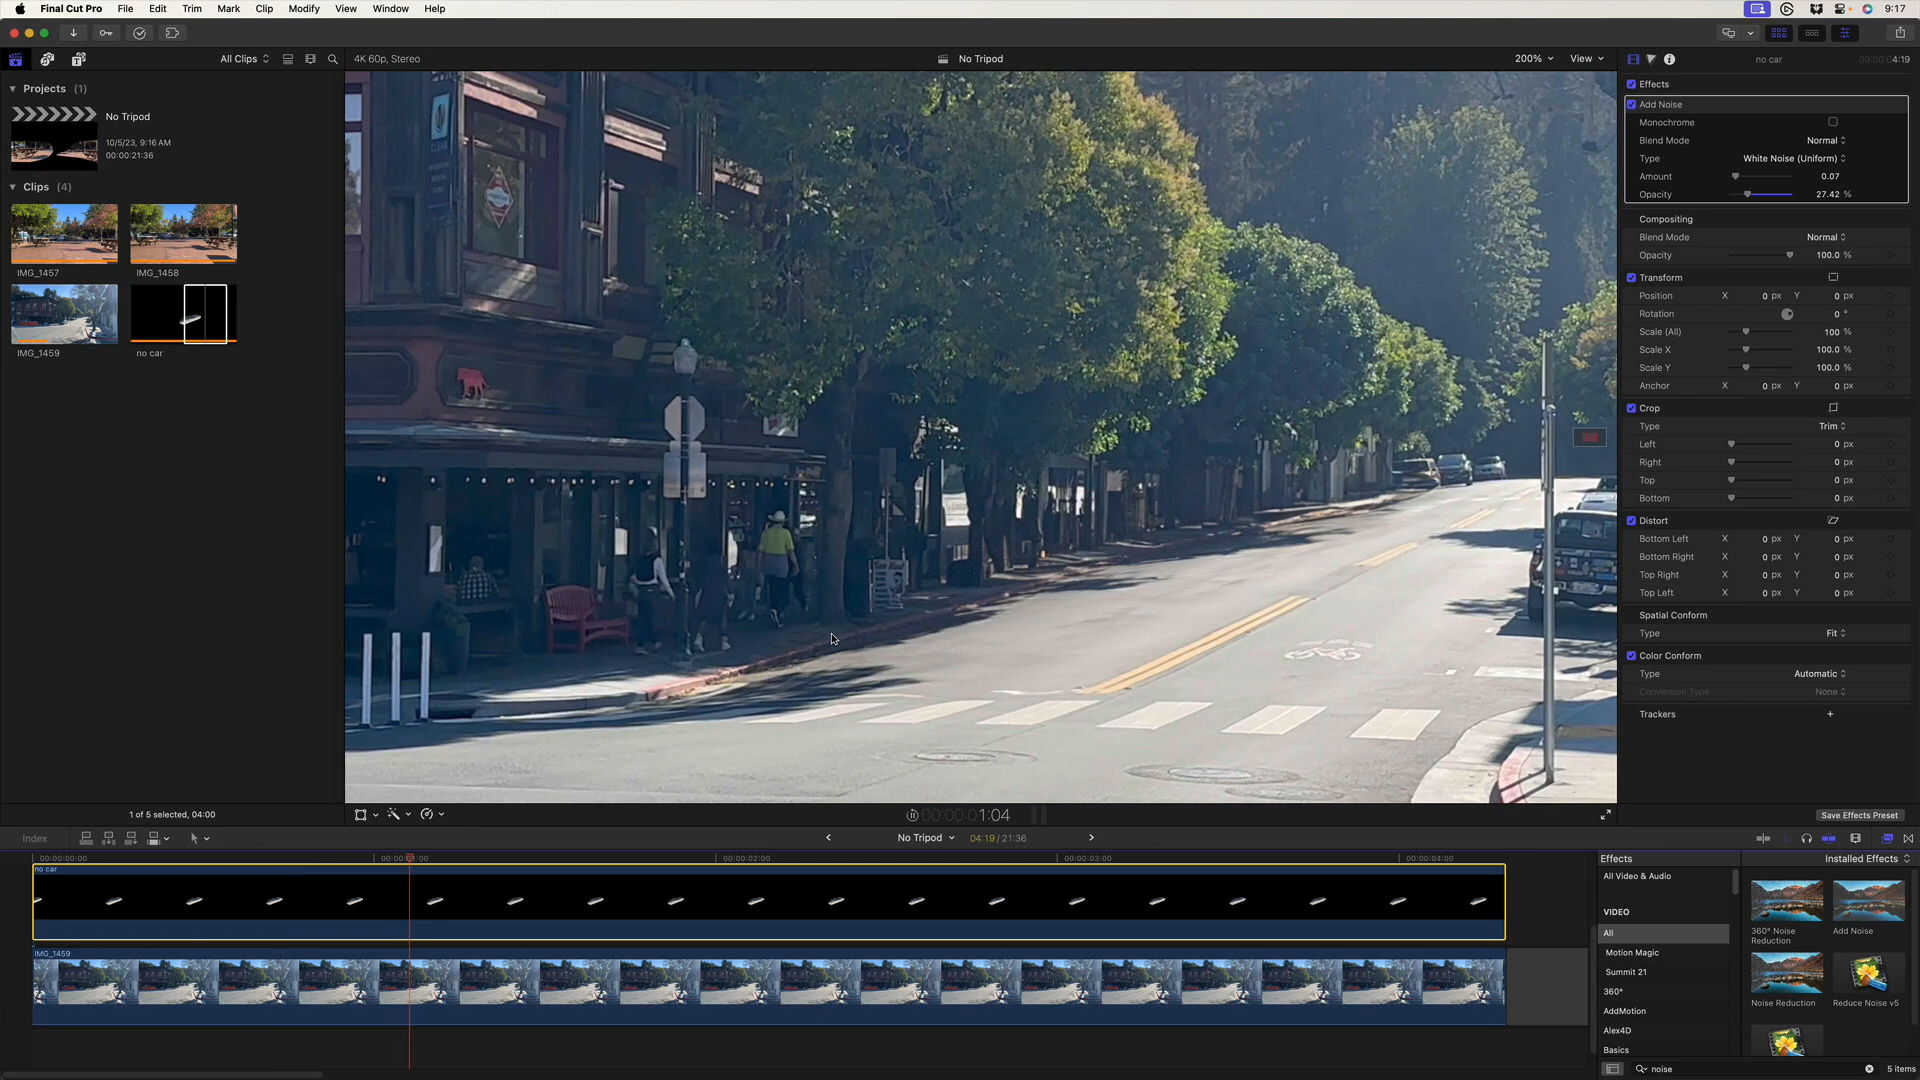 Final Cut Pro File Edit Trim Mark Clip Modify View Window Help 9:17
All Clips
4K 60p, Stereo
No Tripod
200%
View
no car
4:19
Projects (1)
No Tripod
10/5/23, 9:16 AM
00:00:21:36
Clips (4)
IMG_1457
IMG_1458
IMG_1459
no car
1 of 5 selected, 04:00
Effects
Add Noise
Monochrome
Blend Mode Normal
Type White Noise (Uniform)
Amount 0.07
Opacity 27.42 %
Compositing
Blend Mode Normal
Opacity 100.0 %
Transform
Position X 0 px Y 0 px
Rotation 0 °
Scale (All) 100 %
Scale X 100.0 %
Scale Y 100.0 %
Anchor X 0 px Y 0 px
Crop
Type Trim
Left 0 px
Right 0 px
Top 0 px
Bottom 0 px
Distort
Bottom Left X 0 px Y 0 px
Bottom Right X 0 px Y 0 px
Top Right X 0 px Y 0 px
Top Left X 0 px Y 0 px
Spatial Conform
Type Fit
Color Conform
Type Automatic
Conversion Type None
Trackers +
Save Effects Preset
00:00:00:01:04
Index
No Tripod
04:19 / 21:36
00:00:00:00
00:00:01:00
00:00:02:00
00:00:03:00
00:00:04:00
no car
IMG_1459
Effects
Installed Effects
All Video & Audio
VIDEO
All
Motion Magic
Summit 21
360°
AddMotion
Alex4D
Basics
360° Noise
Reduction
Add Noise
Noise Reduction
Reduce Noise v5
noise
5 items